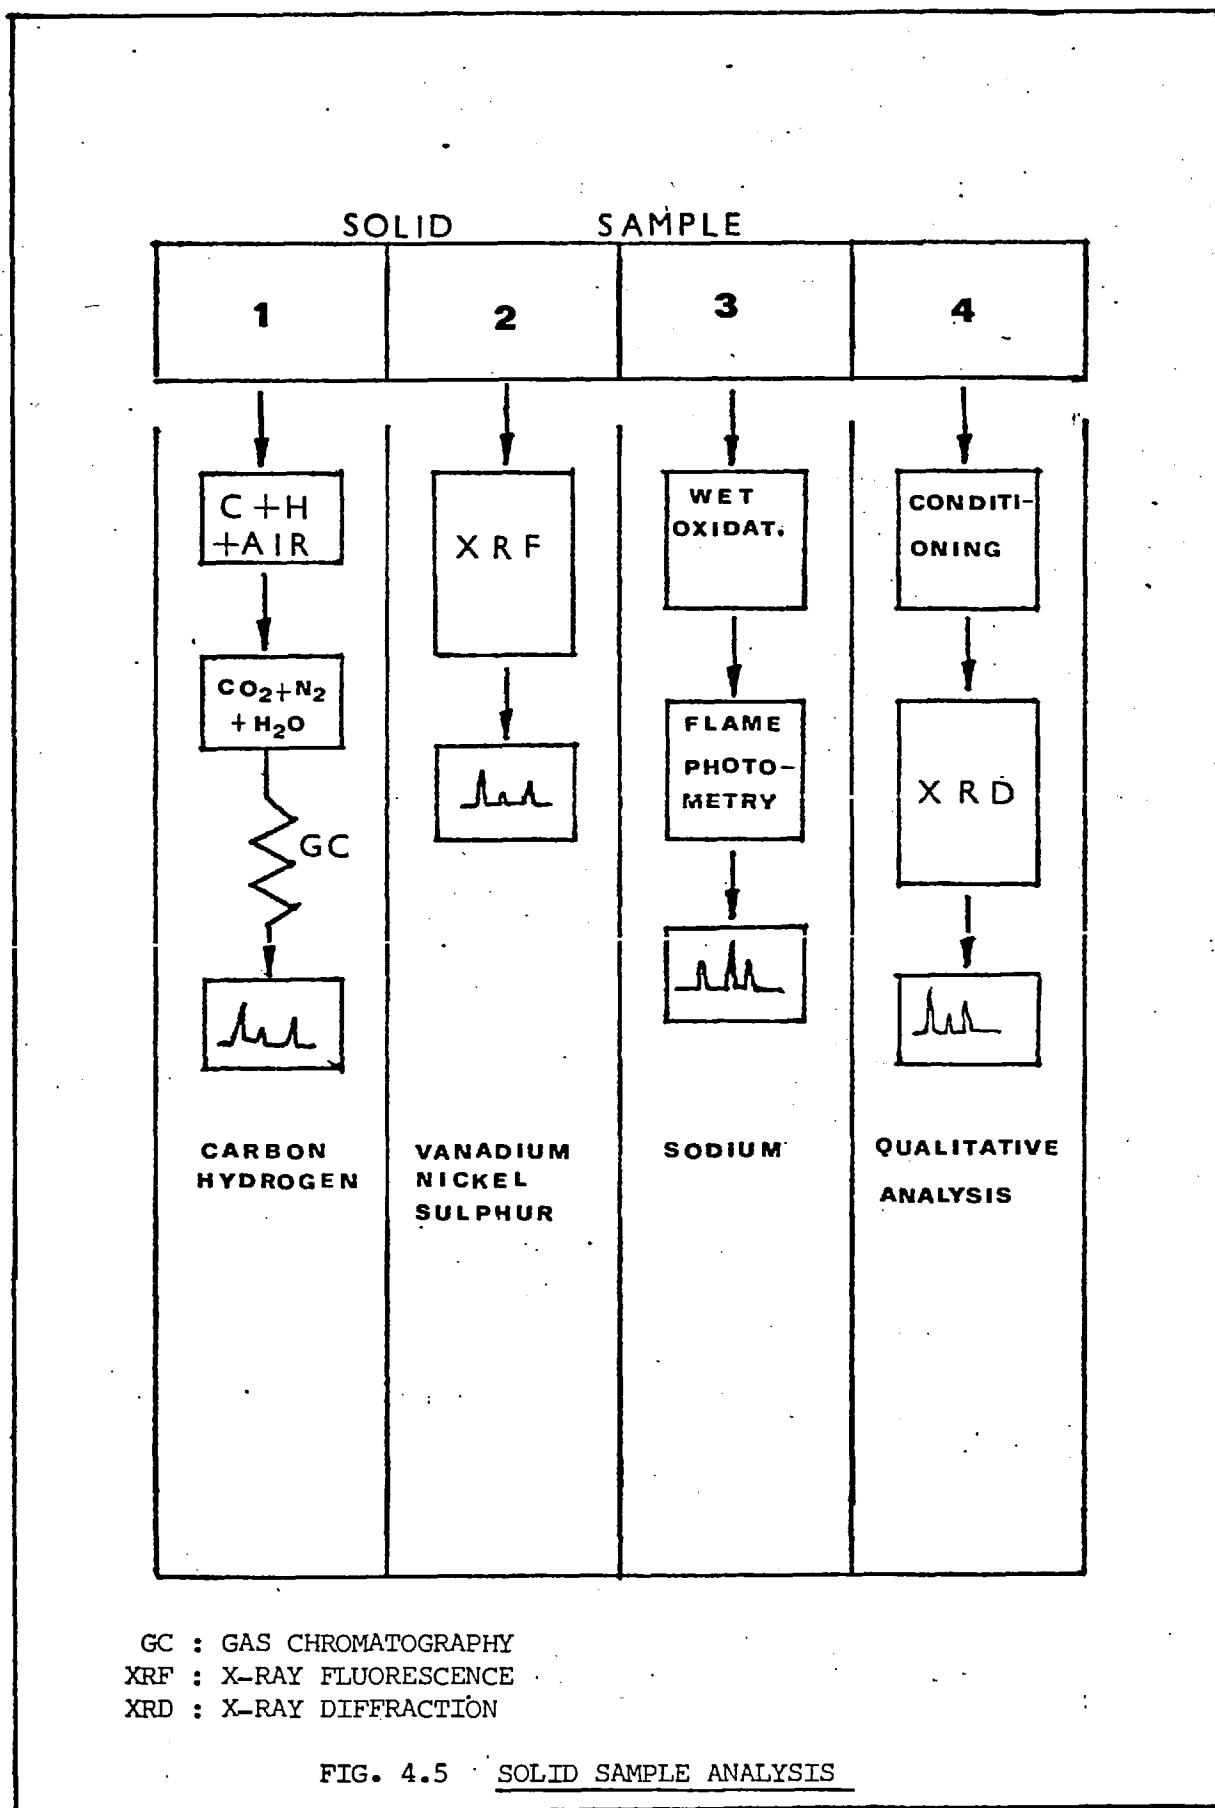 SOLID SAMPLE
1 2 3 4
C+H
+AIR
CO₂+N₂
+H₂O
GC
CARBON
HYDROGEN
XRF
VANADIUM
NICKEL
SULPHUR
WET
OXIDAT.
FLAME
PHOTO-
METRY
SODIUM
CONDITI-
ONING
XRD
QUALITATIVE
ANALYSIS
GC : GAS CHROMATOGRAPHY
XRF : X-RAY FLUORESCENCE
XRD : X-RAY DIFFRACTION
FIG. 4.5 SOLID SAMPLE ANALYSIS